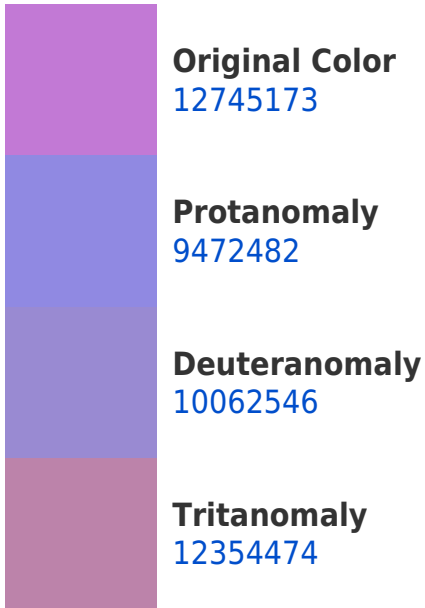 Original Color
12745173
Protanomaly
9472482
Deuteranomaly
10062546
Tritanomaly
12354474